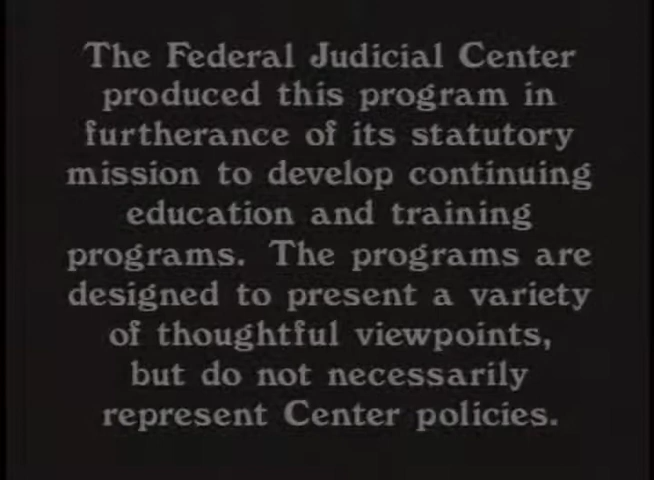 The Federal Judicial Center
produced this program in
furtherance of its statutory
mission to develop continuing
education and training
programs. The programs are
designed to present a variety
of thoughtful viewpoints,
but do not necessarily
represent Center policies.